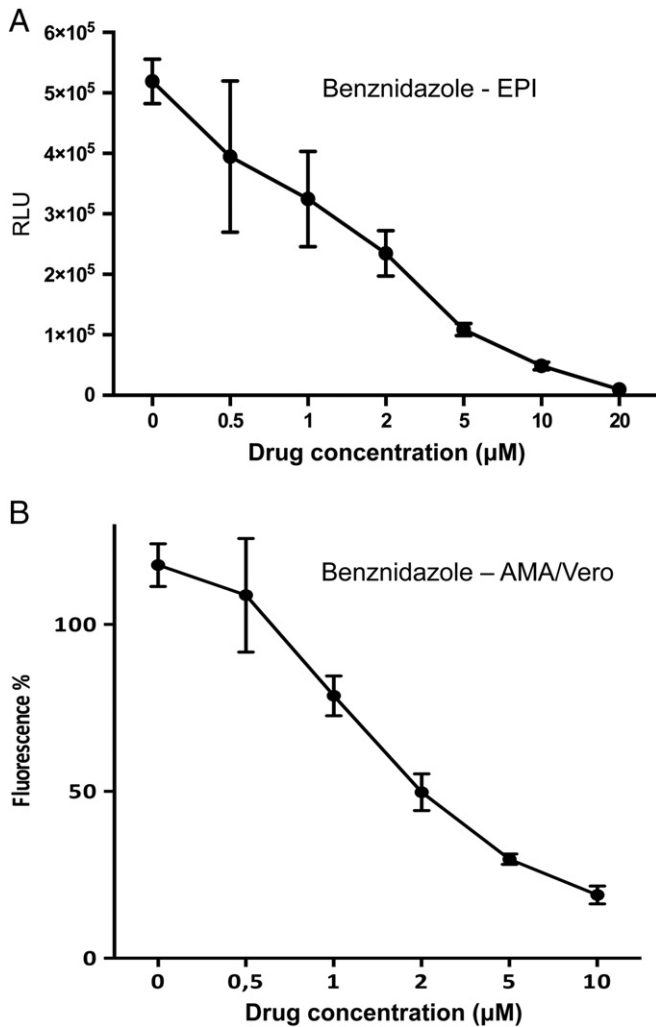 A
6×10⁵
5×10⁵
4×10⁵
3×10⁵
2×10⁵
1×10⁵
0
RLU
Benznidazole - EPI
0 0.5 1 2 5 10 20
Drug concentration (µM)
B
100
50
0
Fluorescence %
Benznidazole – AMA/Vero
0 0,5 1 2 5 10
Drug concentration (µM)